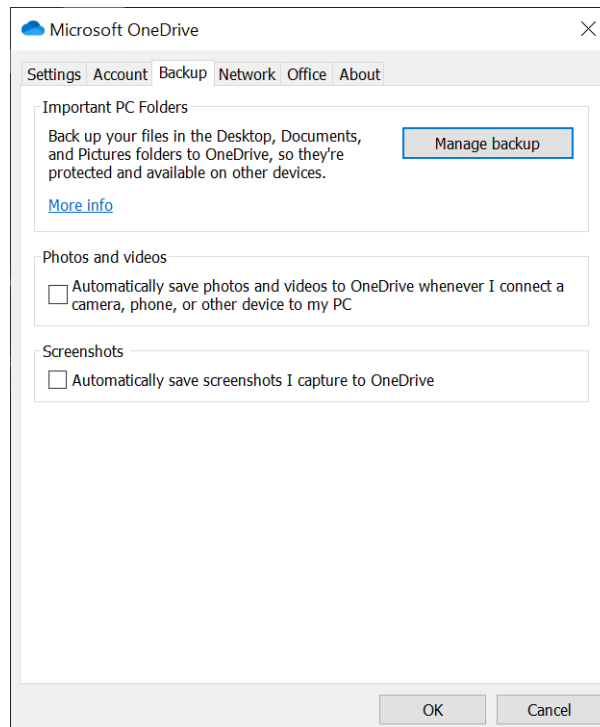 Microsoft OneDrive
Settings Account Backup Network Office About
Important PC Folders
Back up your files in the Desktop, Documents,
and Pictures folders to OneDrive, so they're
protected and available on other devices.
Manage backup
More info
Photos and videos
Automatically save photos and videos to OneDrive whenever I connect a
camera, phone, or other device to my PC
Screenshots
Automatically save screenshots I capture to OneDrive
OK Cancel